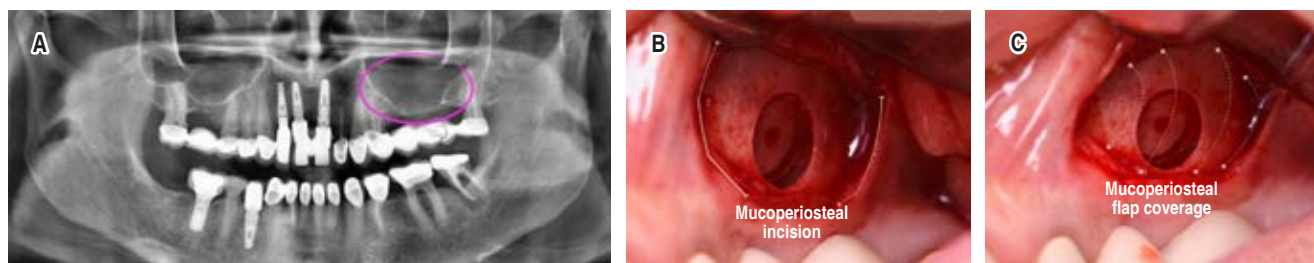 A
B
Mucoperiosteal
incision
C
Mucoperiosteal
flap coverage